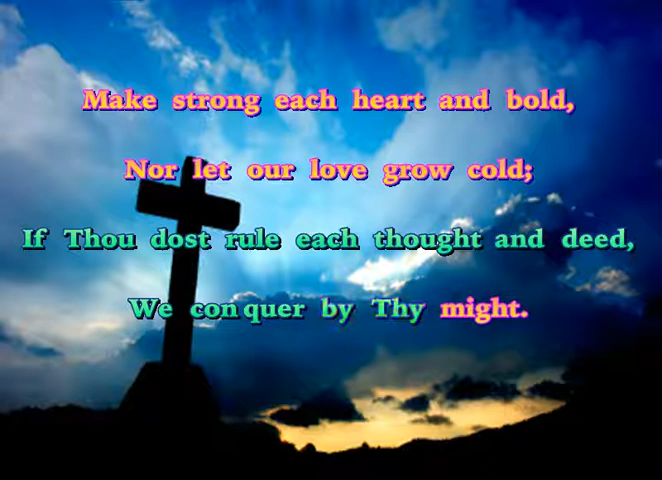 Make strong each heart and bold,
Nor let our love grow cold;
If Thou dost rule each thought and deed,
We con quer by Thy might.